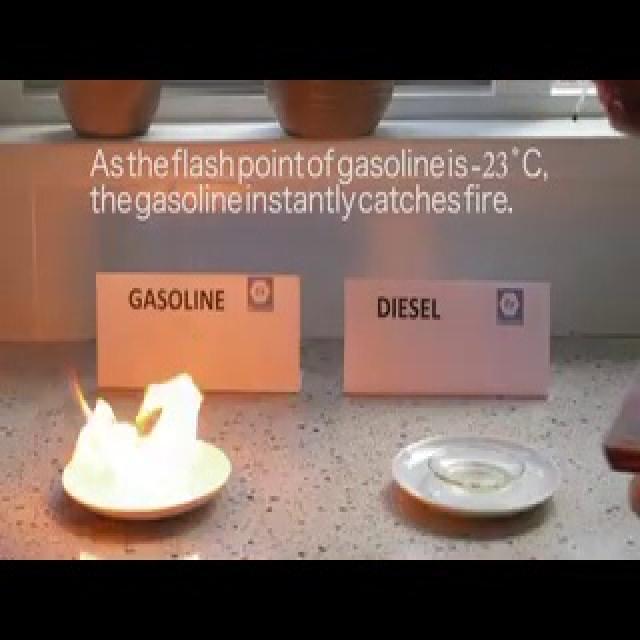 As the flash point of gasoline is -23°C,
the gasoline instantly catches fire.
GASOLINE
DIESEL